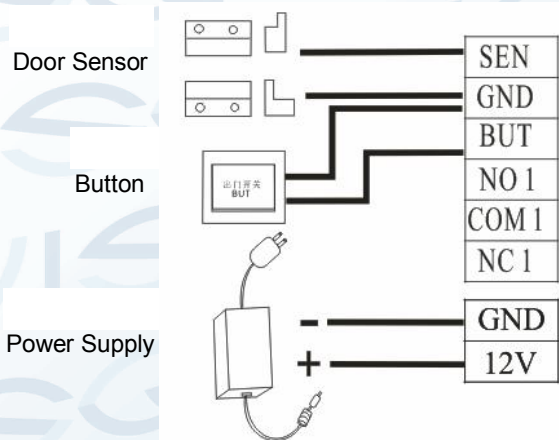 Door Sensor
Button
Power Supply
出门开关
BUT
SEN
GND
BUT
NO 1
COM 1
NC 1
- GND
+ 12V